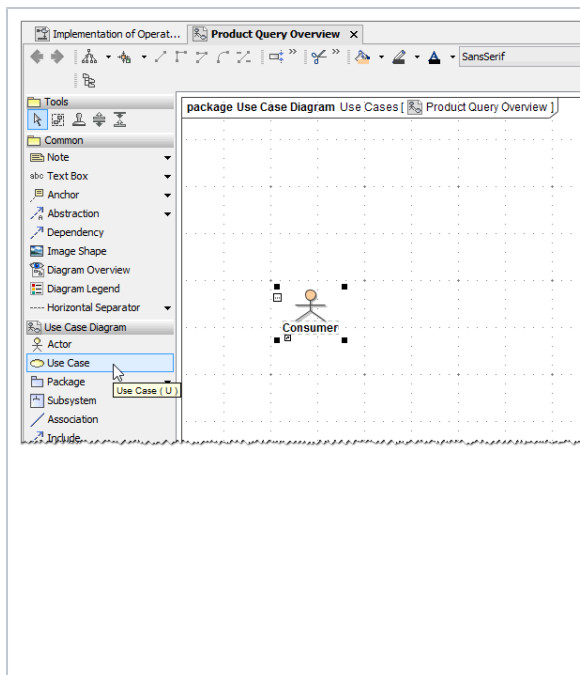 Implementation of Operat...
Product Query Overview
SansSerif
Tools
package Use Case Diagram Use Cases [ Product Query Overview ]
Common
Note
abc Text Box
Anchor
Abstraction
Dependency
Image Shape
Diagram Overview
Diagram Legend
Horizontal Separator
Use Case Diagram
Actor
Use Case
Package
Use Case ( U )
Subsystem
Association
Include
Consumer